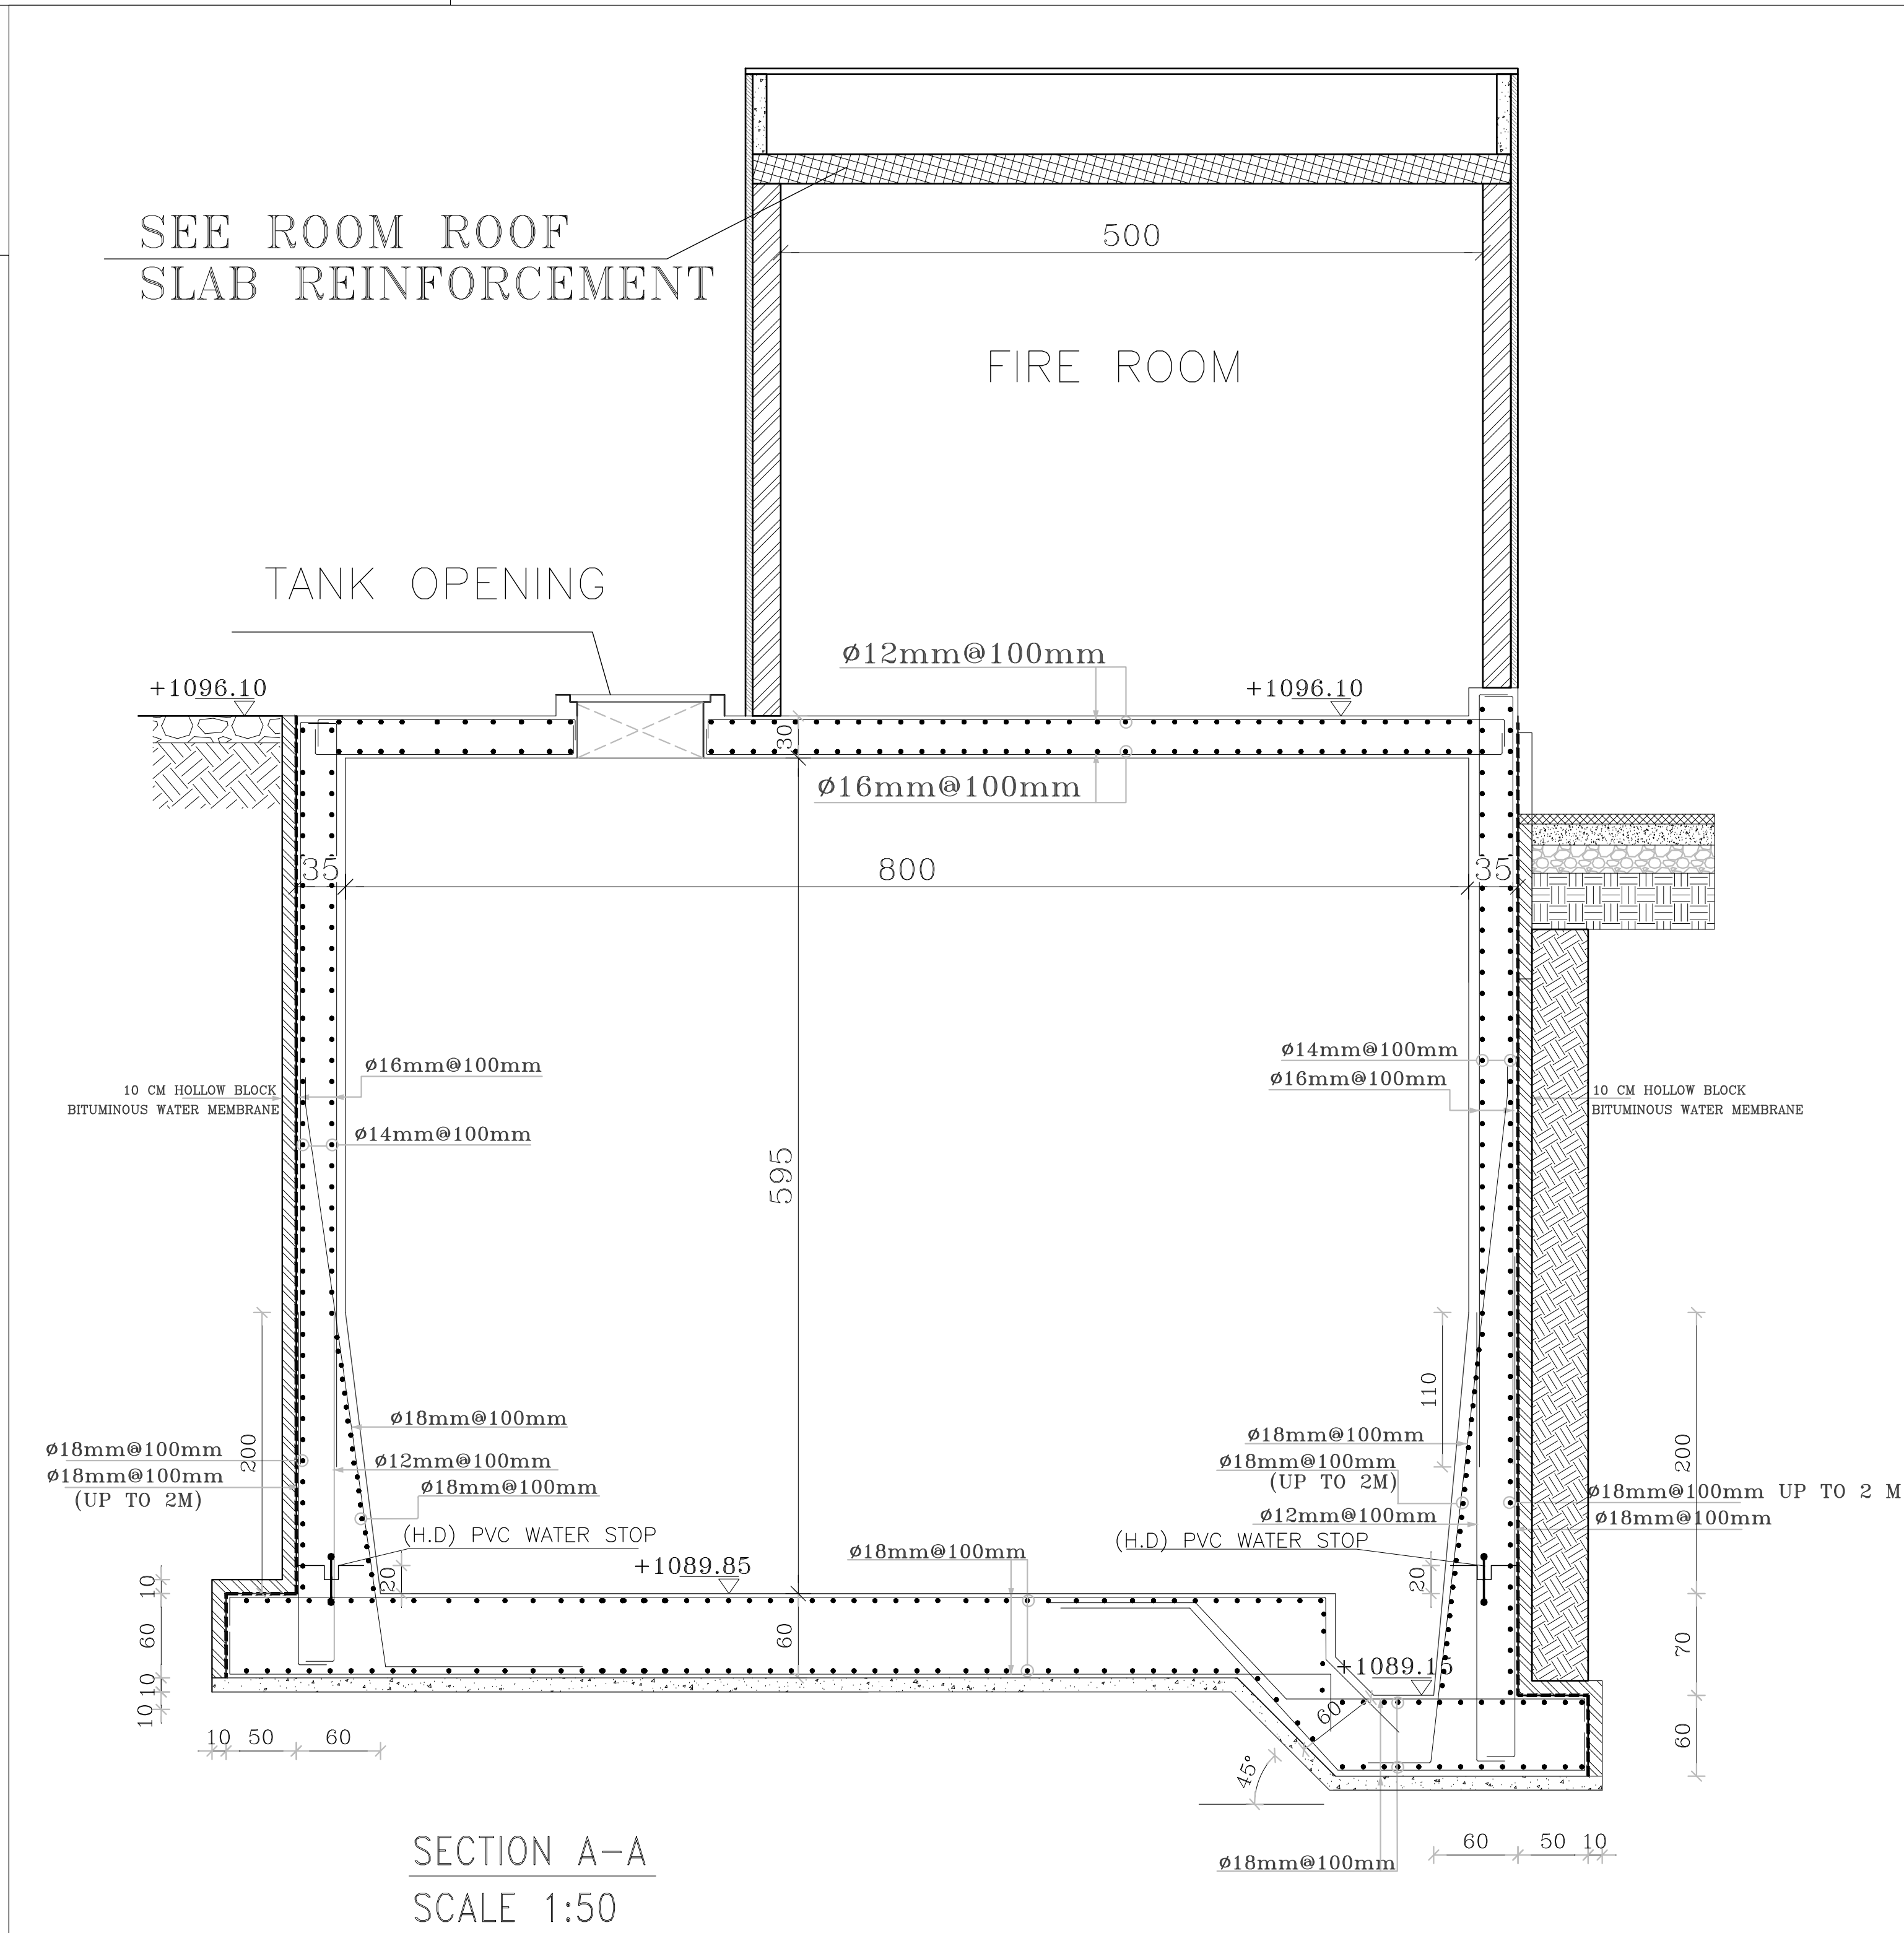 SEE ROOM ROOF
SLAB REINFORCEMENT
500
FIRE ROOM
TANK OPENING
ø12mm@100mm
+1096.10
+1096.10
30
ø16mm@100mm
35
800
35
ø16mm@100mm
ø14mm@100mm
ø14mm@100mm
ø16mm@100mm
10 CM HOLLOW BLOCK
BITUMINOUS WATER MEMBRANE
10 CM HOLLOW BLOCK
BITUMINOUS WATER MEMBRANE
595
110
200
200
ø18mm@100mm
ø18mm@100mm
(UP TO 2M)
ø18mm@100mm
ø12mm@100mm
ø18mm@100mm
(H.D) PVC WATER STOP
ø18mm@100mm
ø18mm@100mm
(UP TO 2M)
ø12mm@100mm
(H.D) PVC WATER STOP
ø18mm@100mm UP TO 2 M
ø18mm@100mm
20
+1089.85
ø18mm@100mm
20
10
60
10
10
60
70
60
+1089.15
60
45°
10 50 60
60 50 10
ø18mm@100mm
SECTION A-A
SCALE 1:50